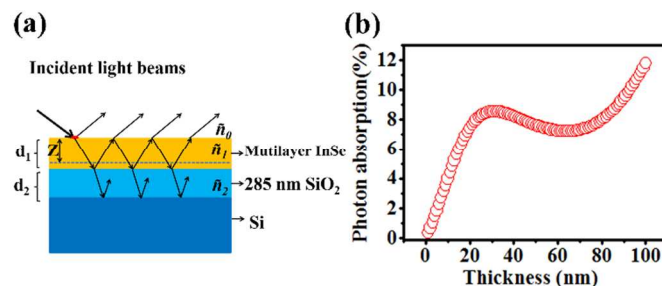 (a)
Incident light beams
ñ0
d1
Z
ñ1
Mutilayer InSe
d2
ñ2
285 nm SiO2
Si
(b)
Photon absorption(%)
12
10
8
6
4
2
0
0 20 40 60 80 100
Thickness (nm)